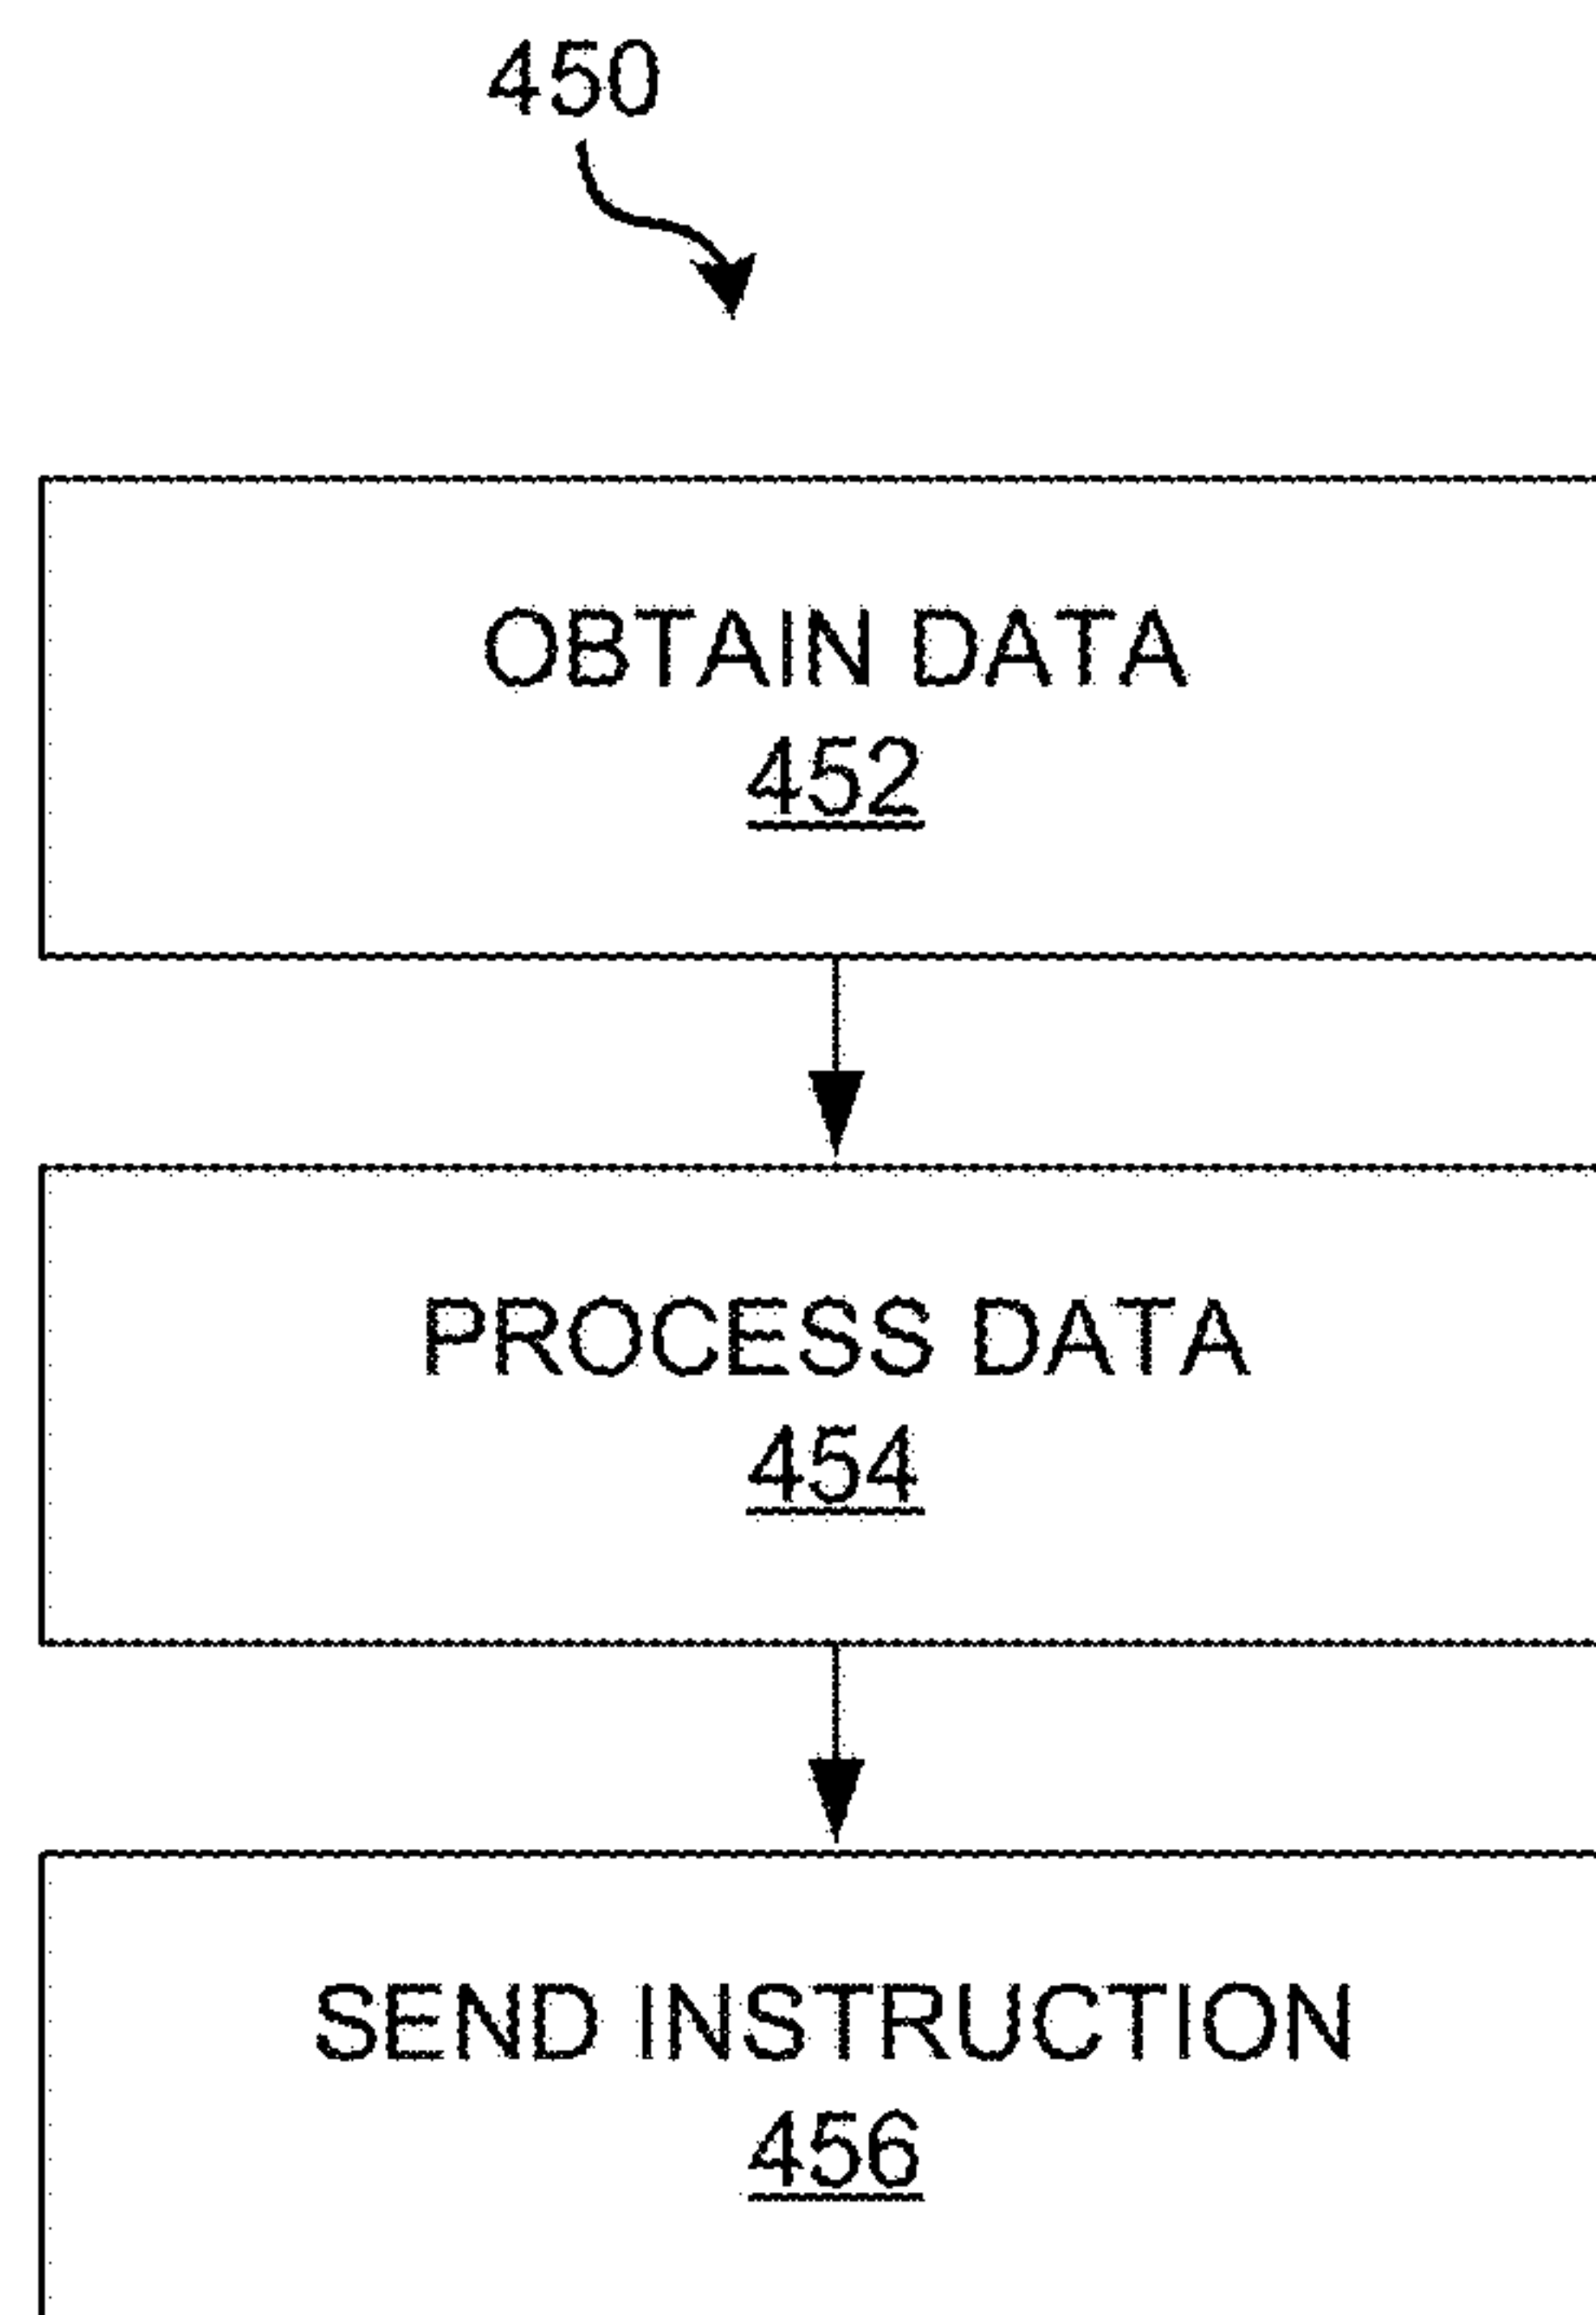 450
OBTAIN DATA
452
PROCESS DATA
454
SEND INSTRUCTION
456